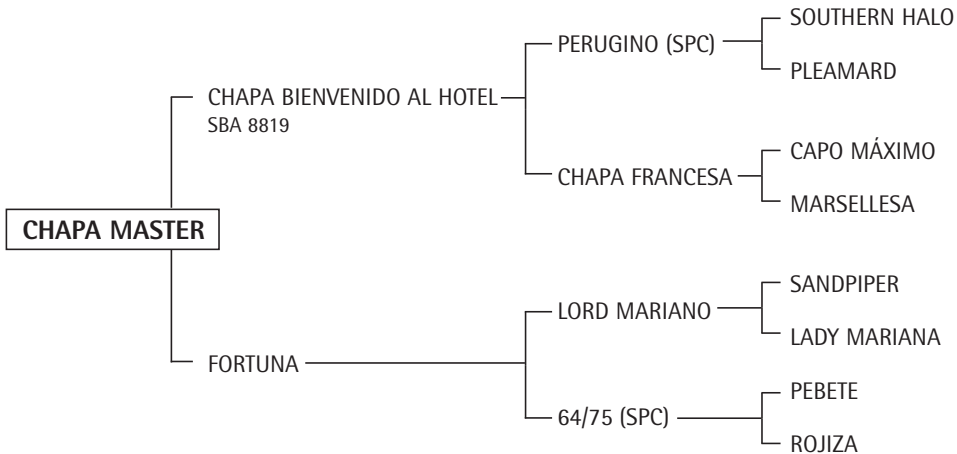 SOUTHERN HALO
PERUGINO (SPC)
PLEAMARD
CHAPA BIENVENIDO AL HOTEL
SBA 8819
CAPO MÁXIMO
CHAPA FRANCESA
MARSELLESA
CHAPA MASTER
SANDPIPER
LORD MARIANO
LADY MARIANA
FORTUNA
PEBETE
64/75 (SPC)
ROJIZA